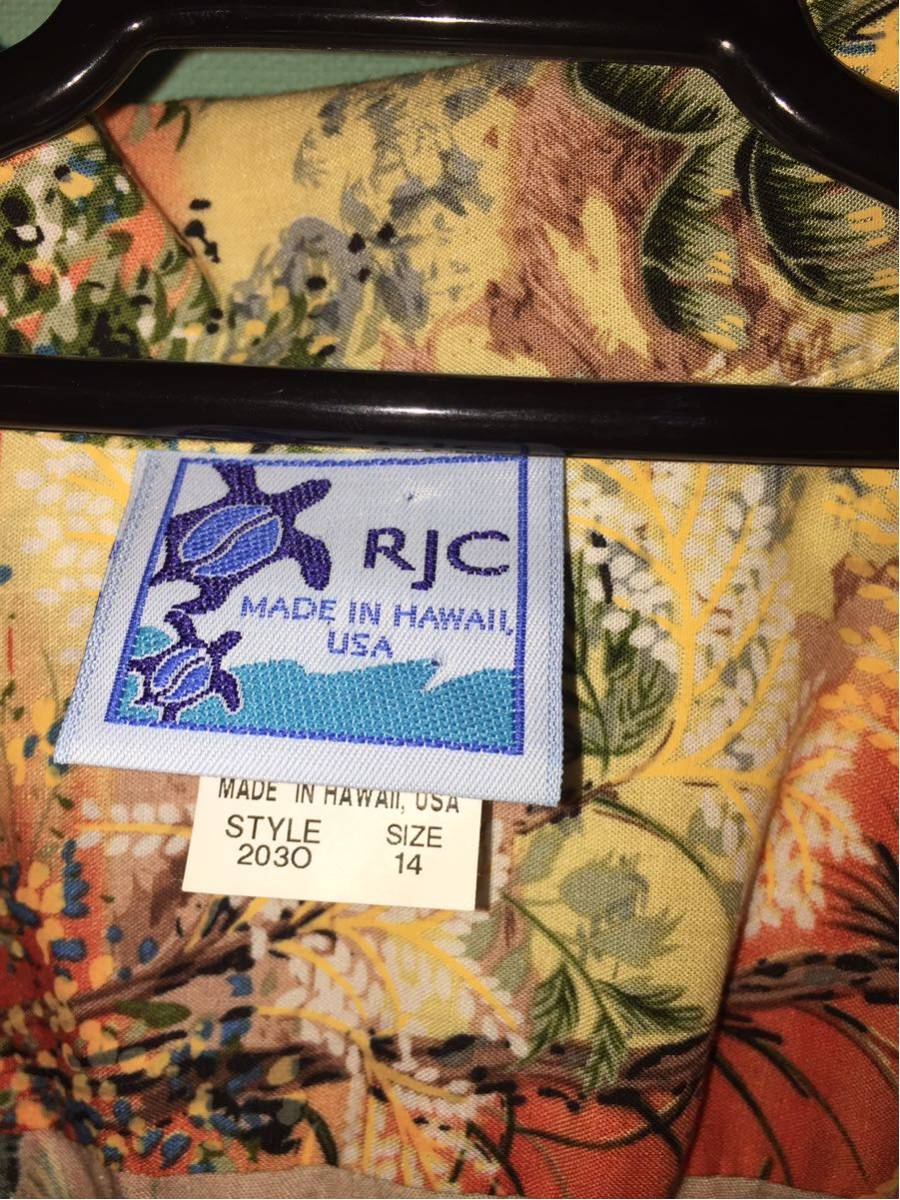 RJC
MADE IN HAWAII,
USA
MADE IN HAWAII, USA
STYLE SIZE
2030 14